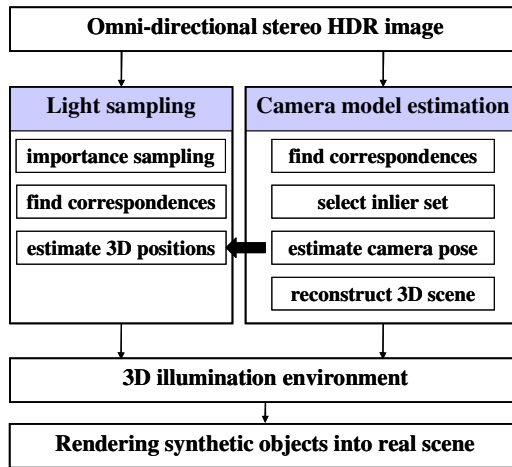 Omni-directional stereo HDR image
Light sampling
importance sampling
find correspondences
estimate 3D positions
Camera model estimation
find correspondences
select inlier set
estimate camera pose
reconstruct 3D scene
3D illumination environment
Rendering synthetic objects into real scene